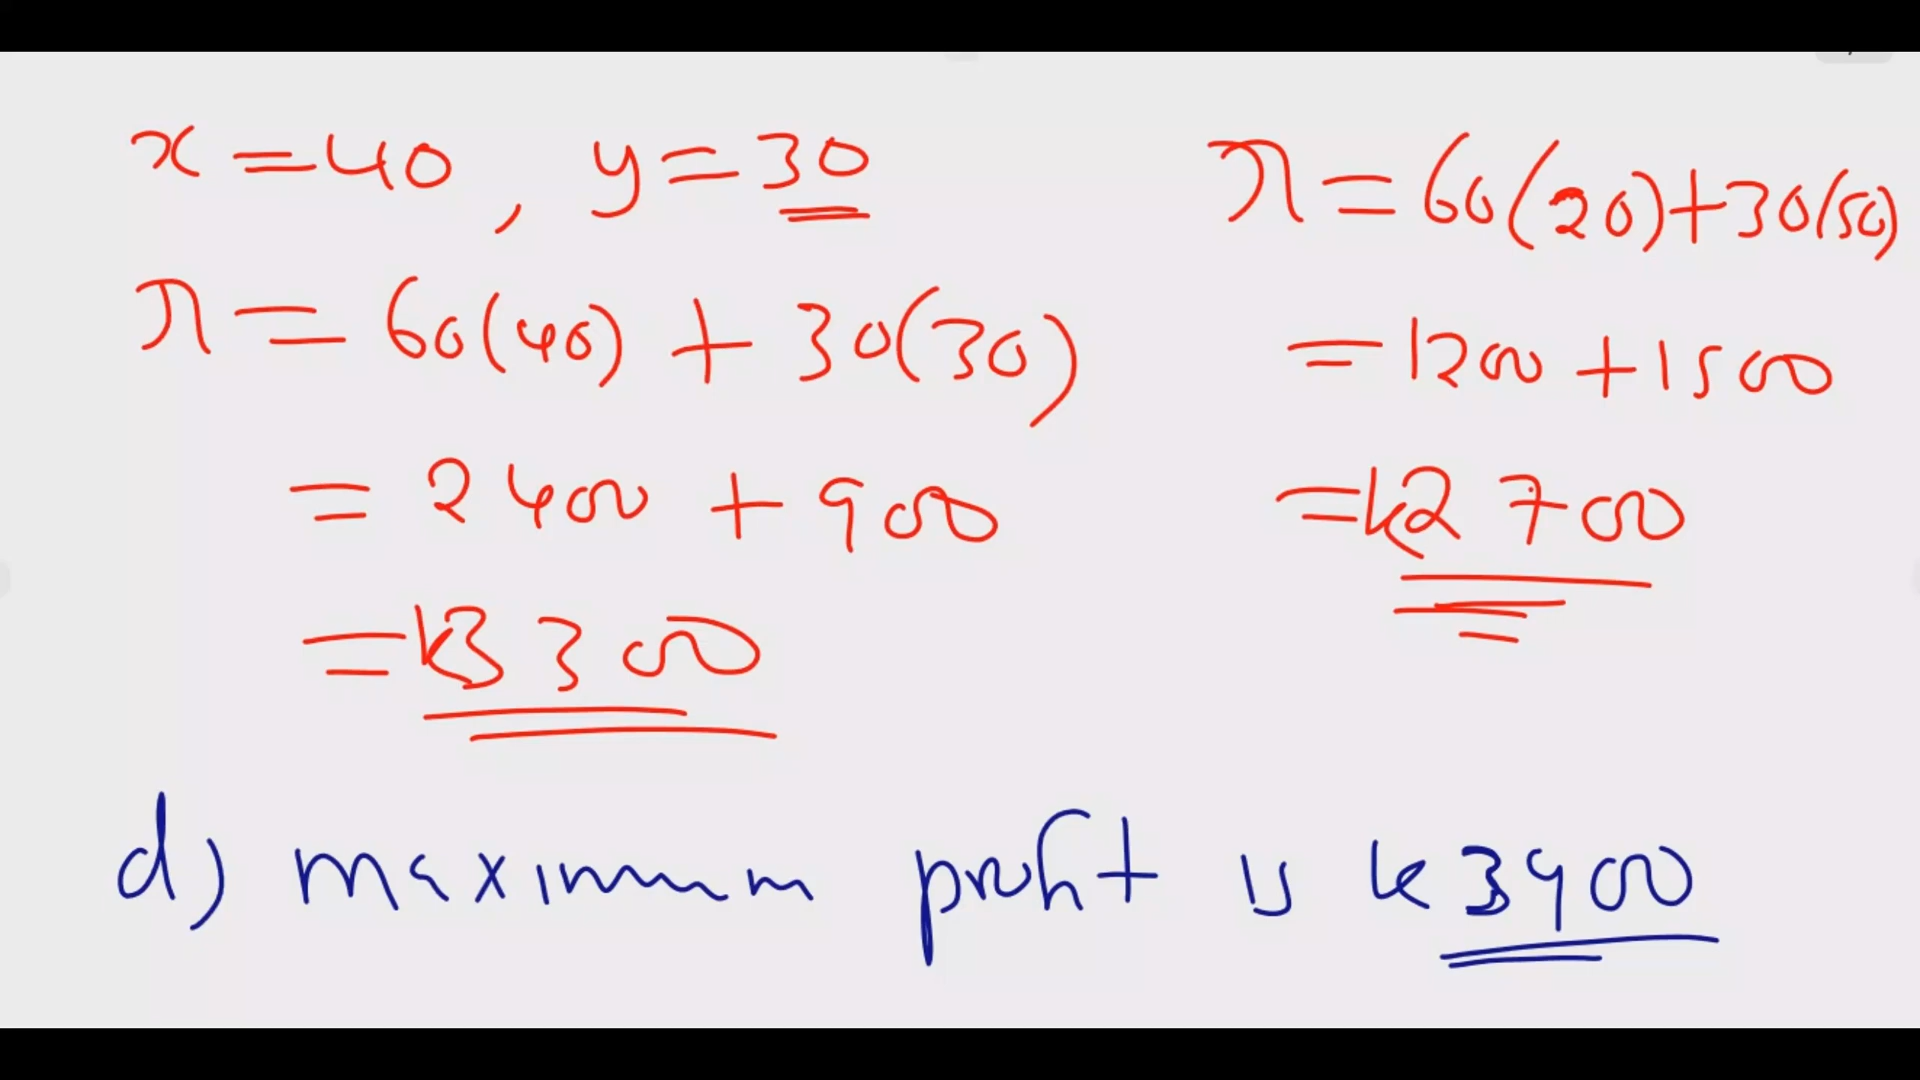 x = 40, y = 30
π = 60(40) + 30(30)
= 2400 + 900
= K3300
π = 60(20) + 30(50)
= 1200 + 1500
= K2700
d) maximum profit is K3900